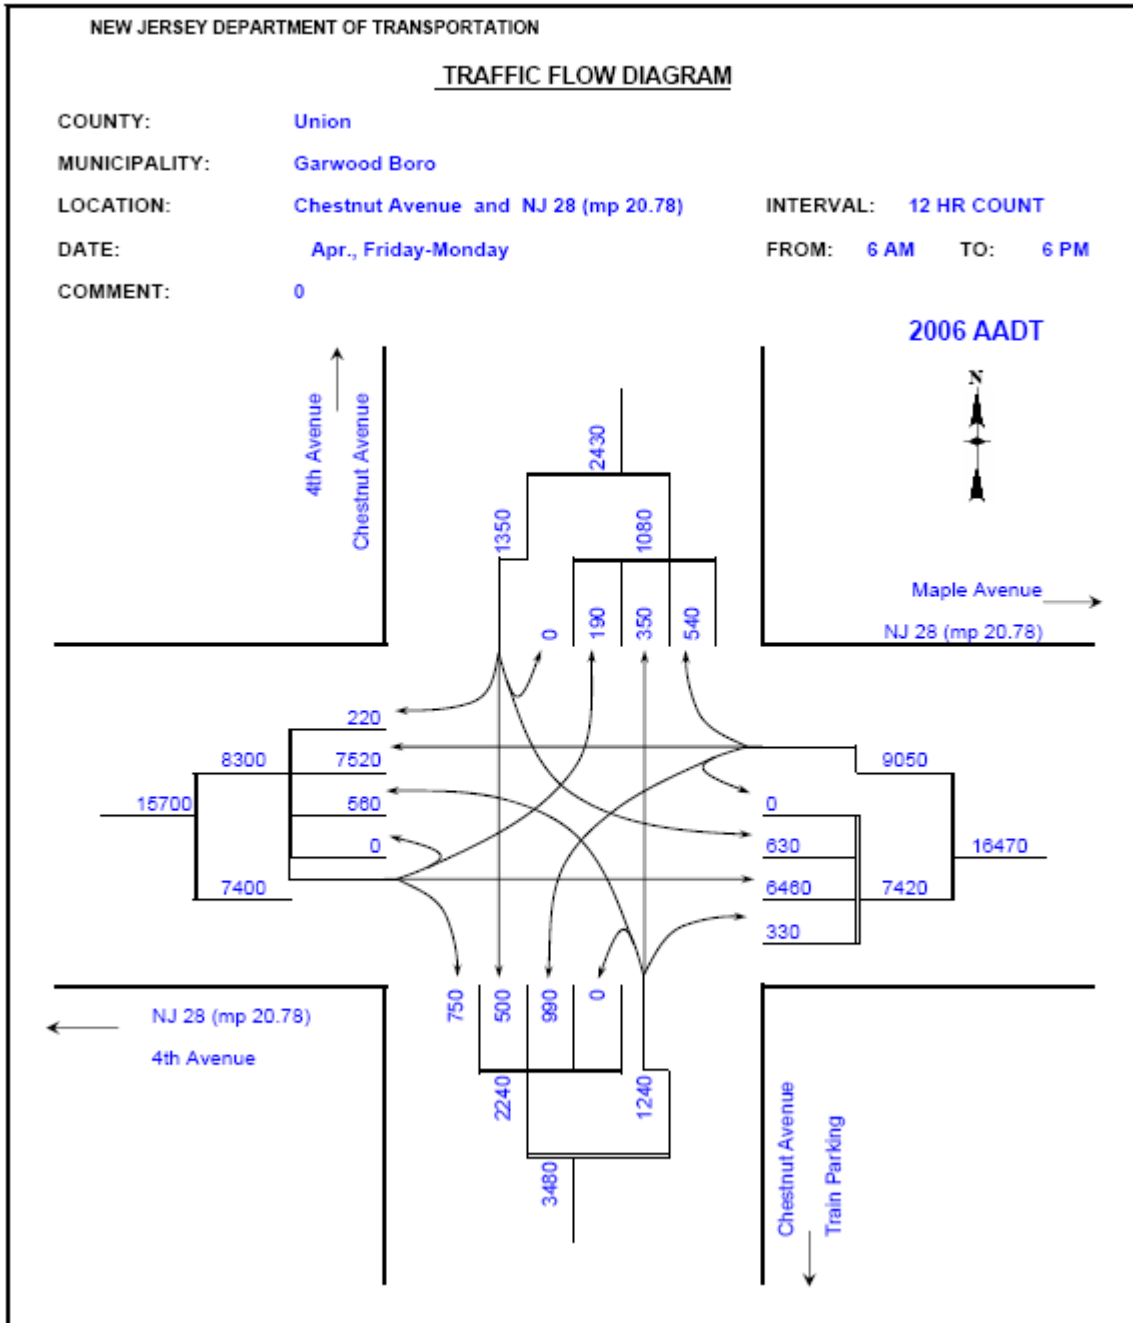 NEW JERSEY DEPARTMENT OF TRANSPORTATION
TRAFFIC FLOW DIAGRAM
COUNTY: Union
MUNICIPALITY: Garwood Boro
LOCATION: Chestnut Avenue and NJ 28 (mp 20.78) INTERVAL: 12 HR COUNT
DATE: Apr., Friday-Monday FROM: 6 AM TO: 6 PM
COMMENT: 0
2006 AADT
N
4th Avenue
Chestnut Avenue
2430
1350
1080
0
190
350
540
Maple Avenue
NJ 28 (mp 20.78)
220
8300
7520
15700
560
0
7400
9050
0
630
16470
6460
7420
330
750
500
990
0
2240
1240
3480
NJ 28 (mp 20.78)
4th Avenue
Chestnut Avenue
Train Parking